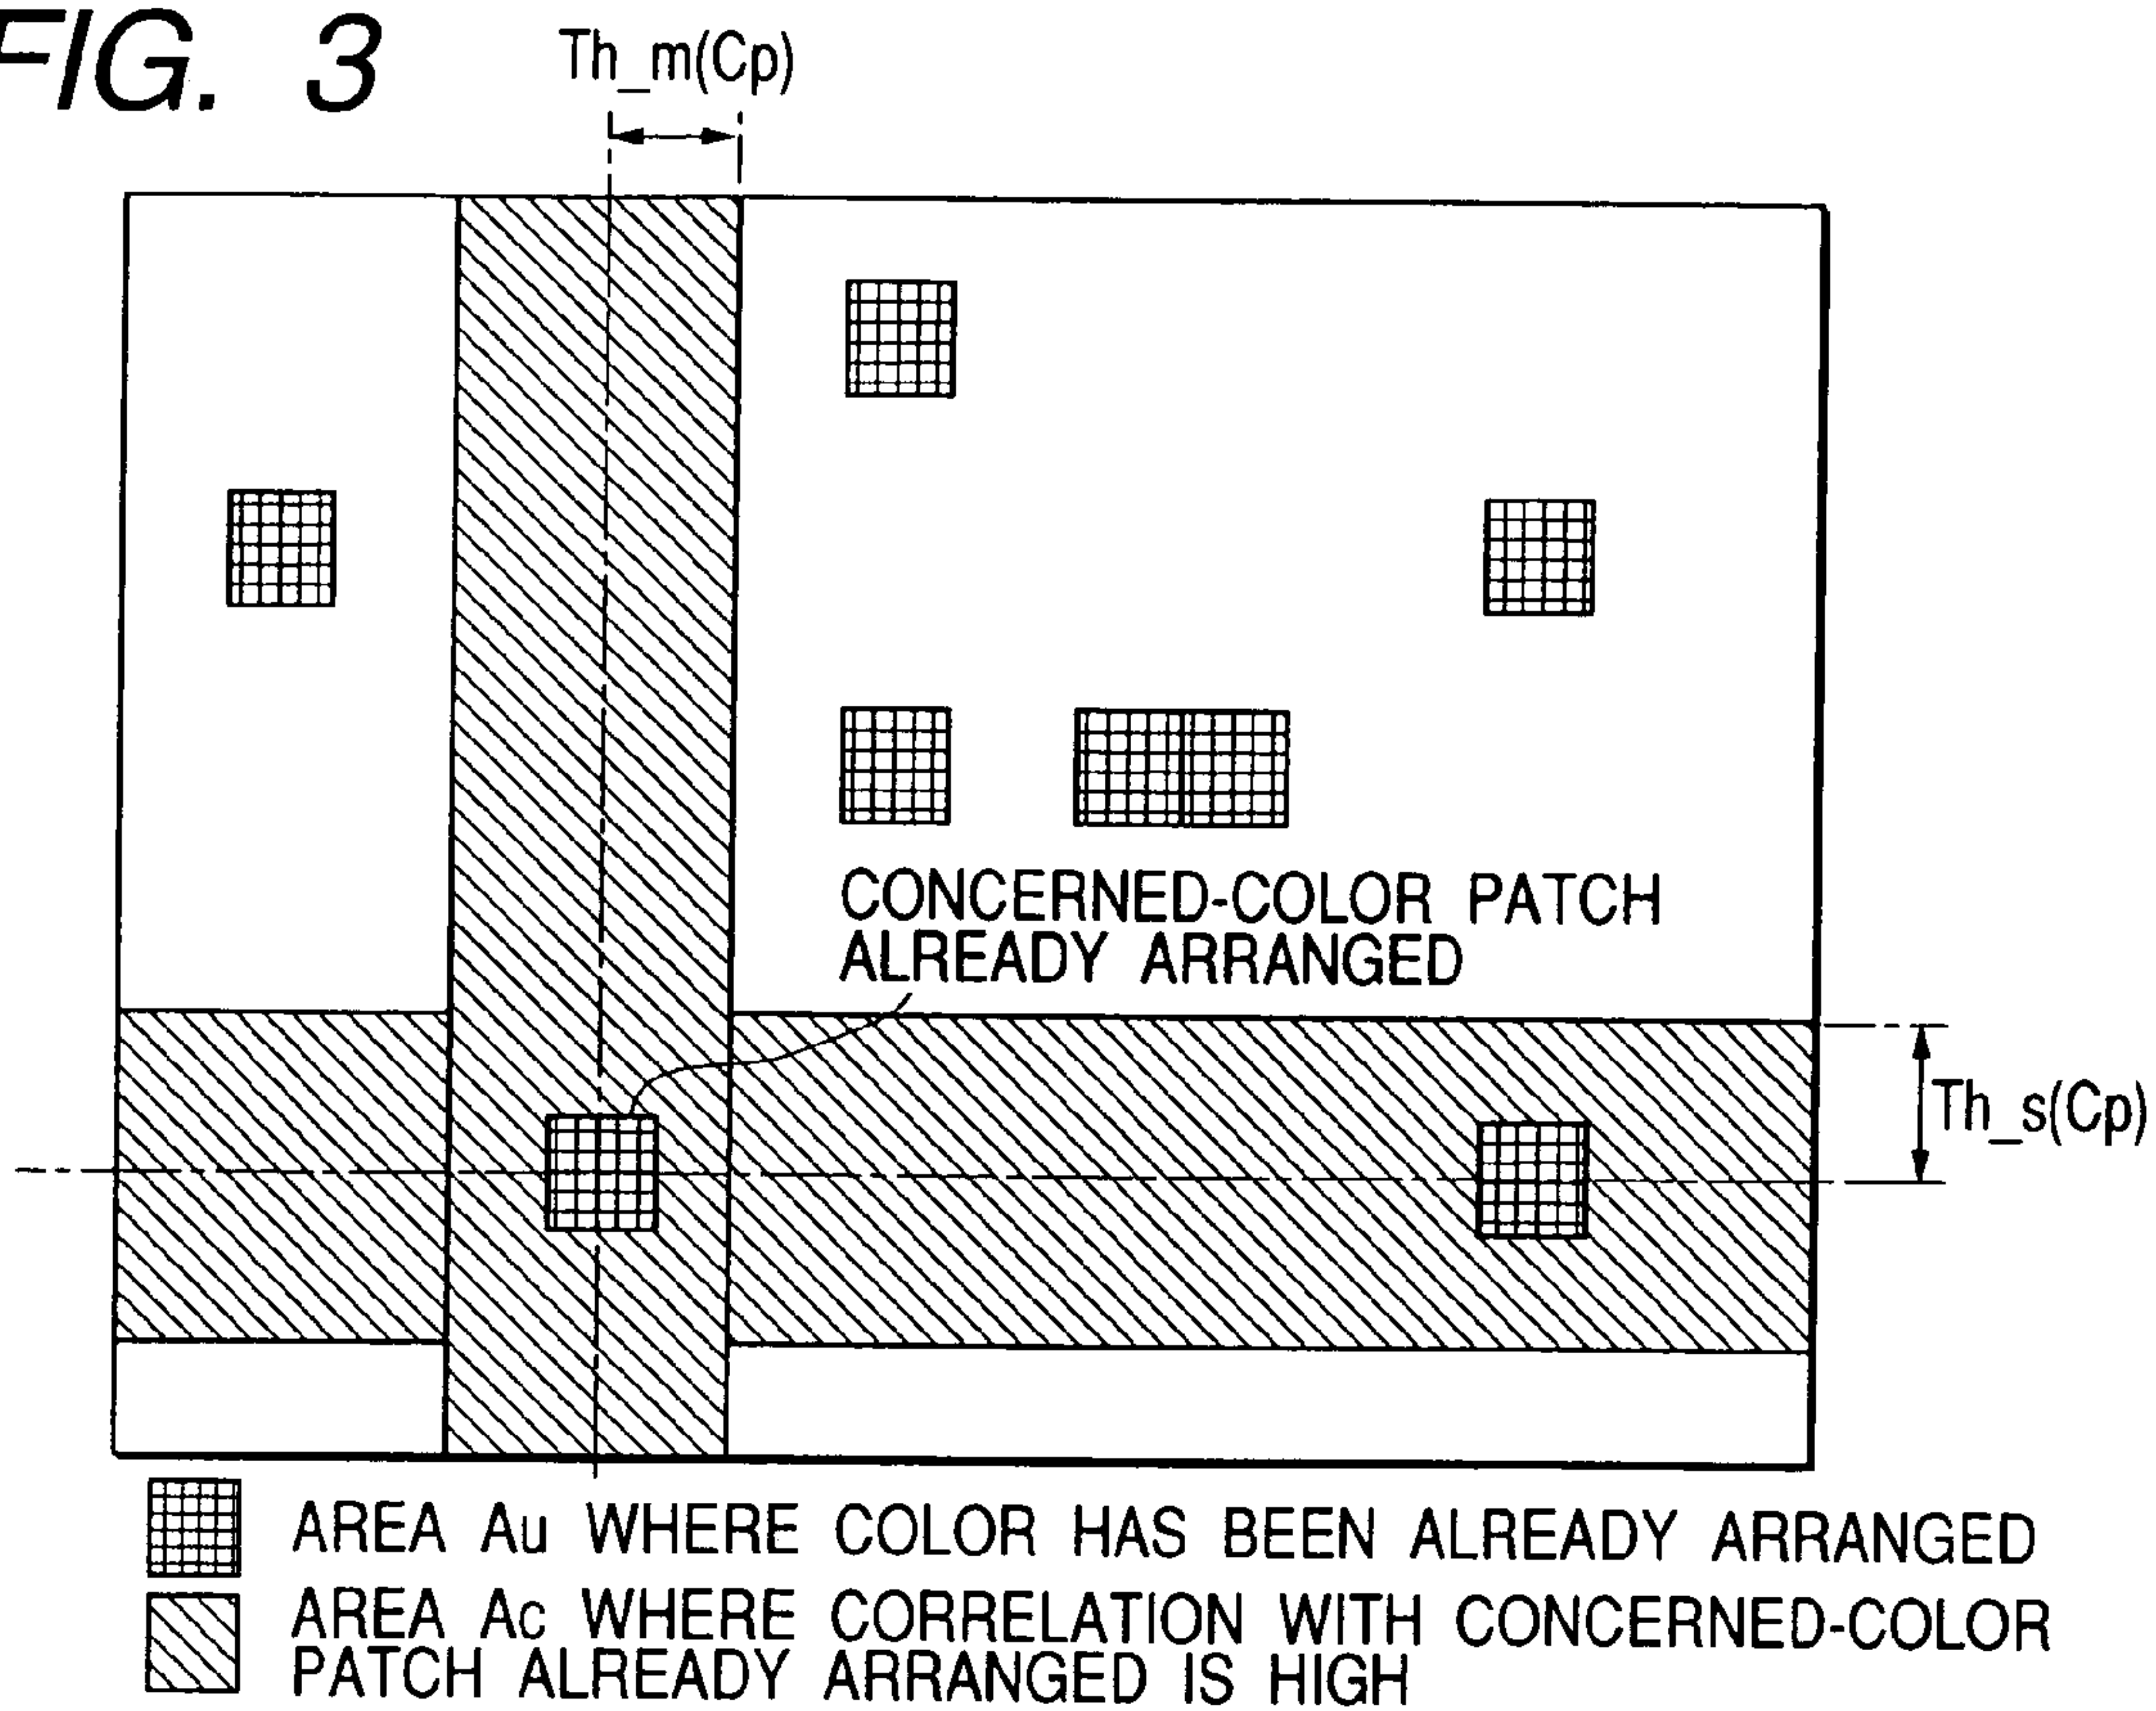 FIG. 3
Th_m(Cp)
CONCERNED-COLOR PATCH
ALREADY ARRANGED
Th_s(Cp)
AREA Au WHERE COLOR HAS BEEN ALREADY ARRANGED
AREA Ac WHERE CORRELATION WITH CONCERNED-COLOR
PATCH ALREADY ARRANGED IS HIGH